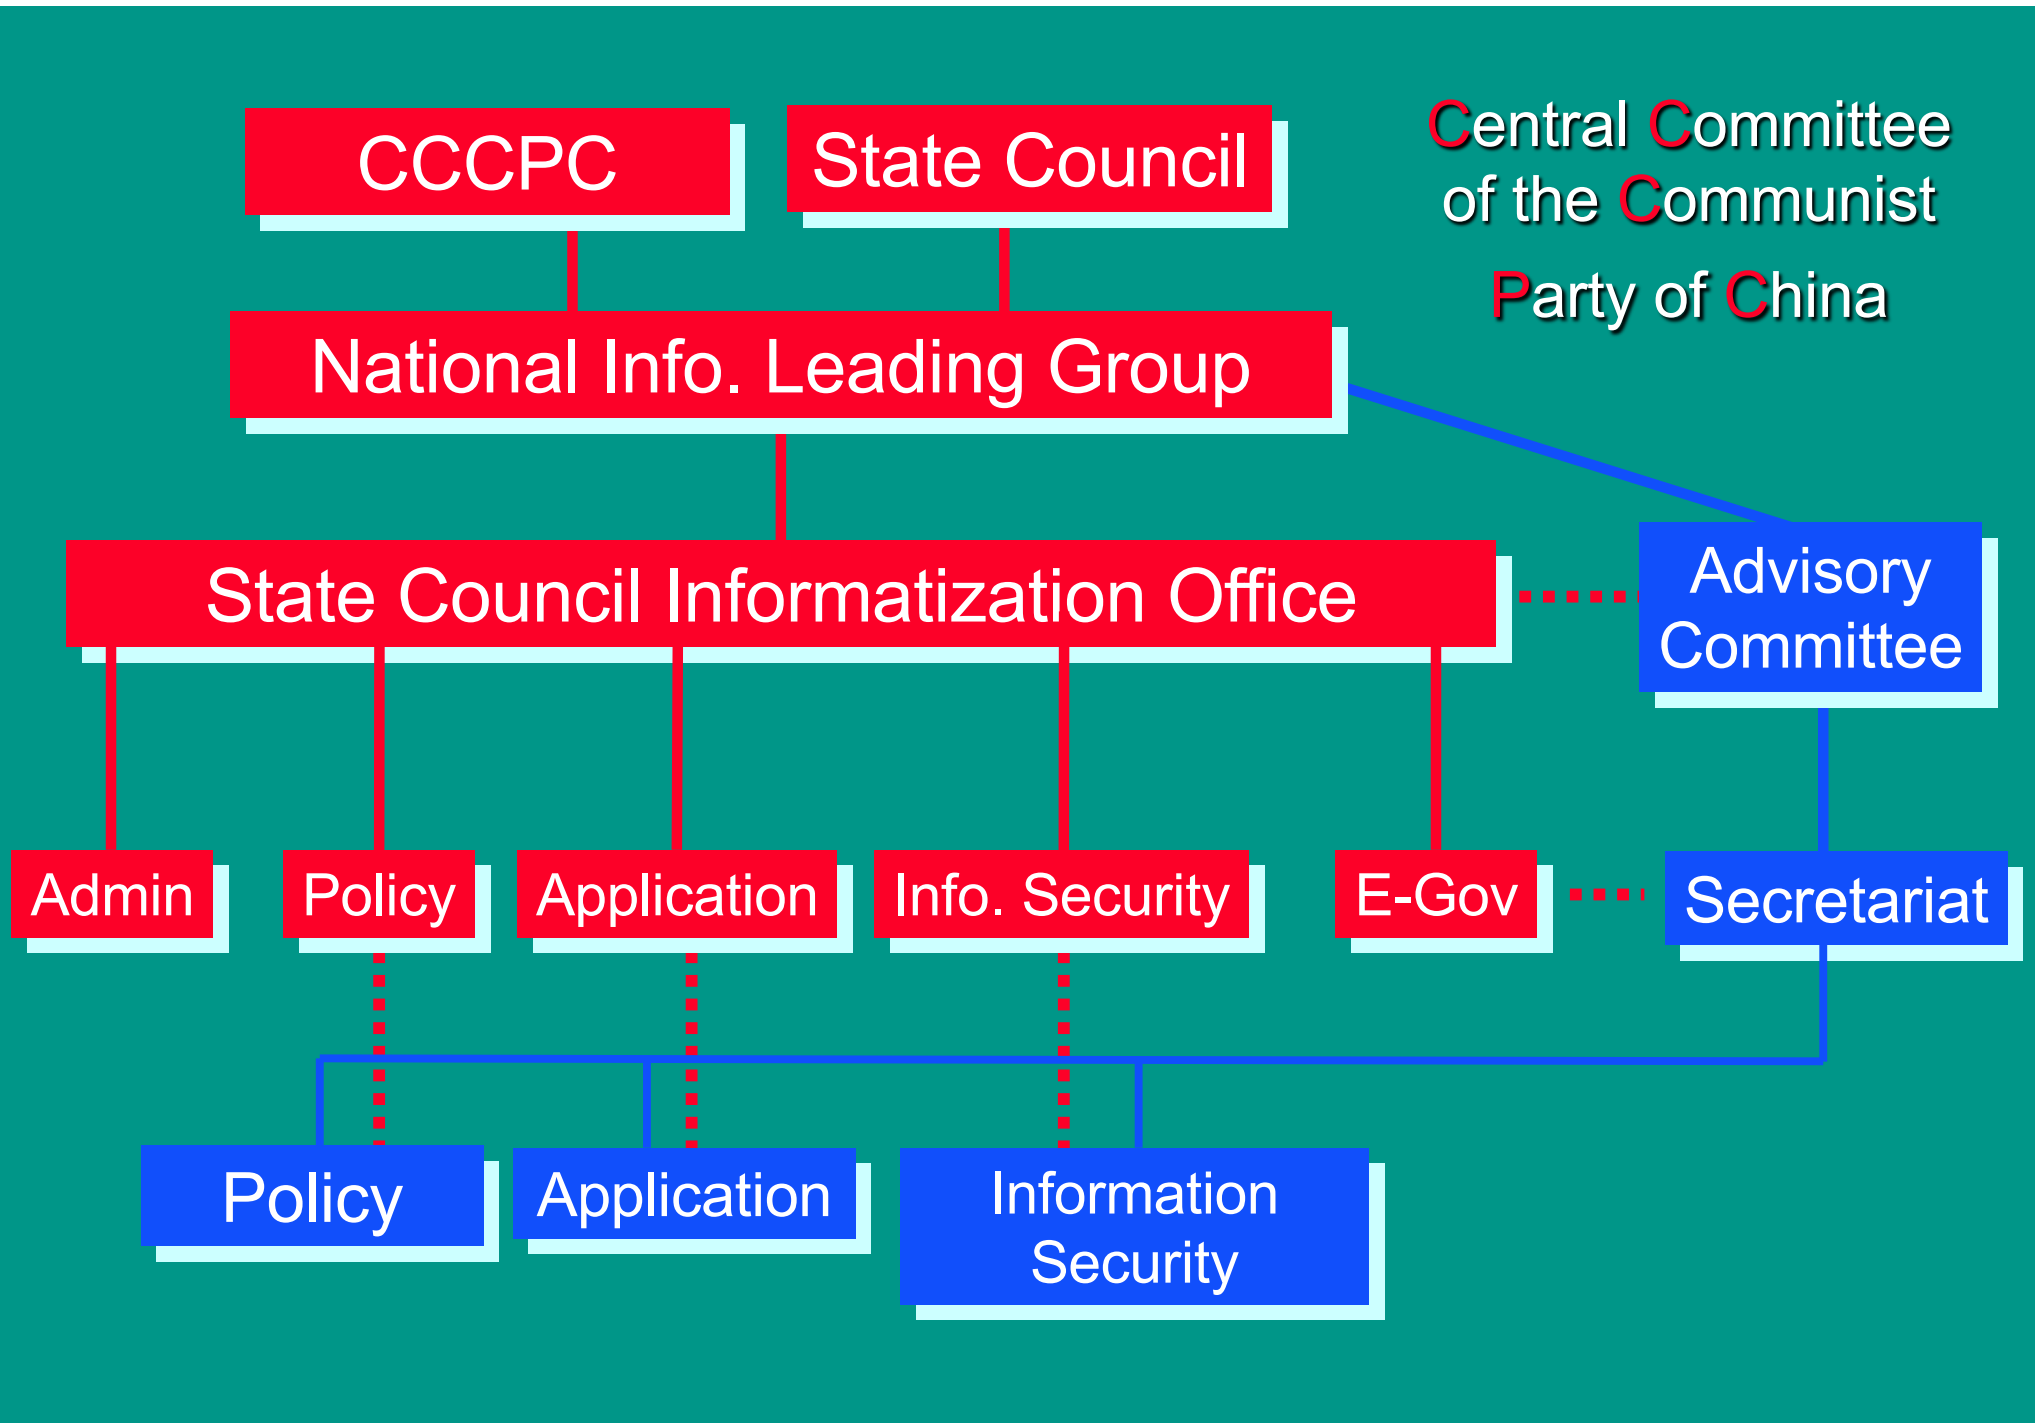 CCCPC
State Council
Central Committee
of the Communist
Party of China
National Info. Leading Group
State Council Informatization Office
Advisory
Committee
Admin
Policy
Application
Info. Security
E-Gov
Secretariat
Policy
Application
Information
Security